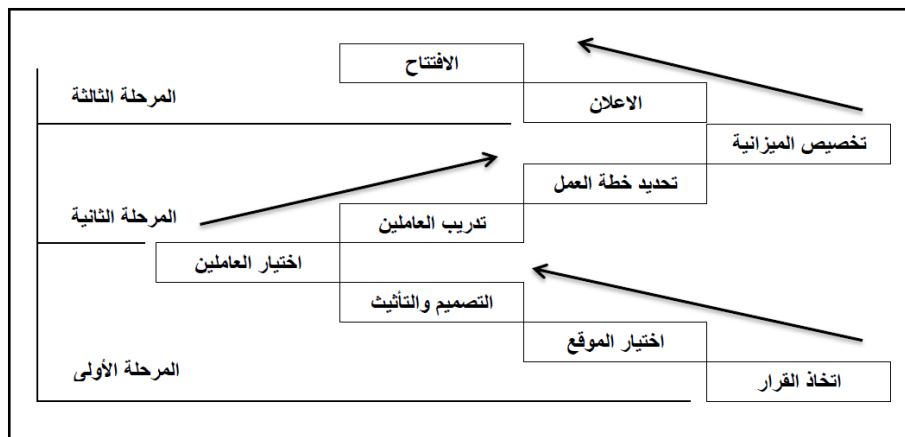 الافتتاح
المرحلة الثالثة
الاعلان
تخصيص الميزانية
تحديد خطة العمل
المرحلة الثانية
تدريب العاملين
اختيار العاملين
التصميم والتأثيث
اختيار الموقع
المرحلة الأولى
اتخاذ القرار